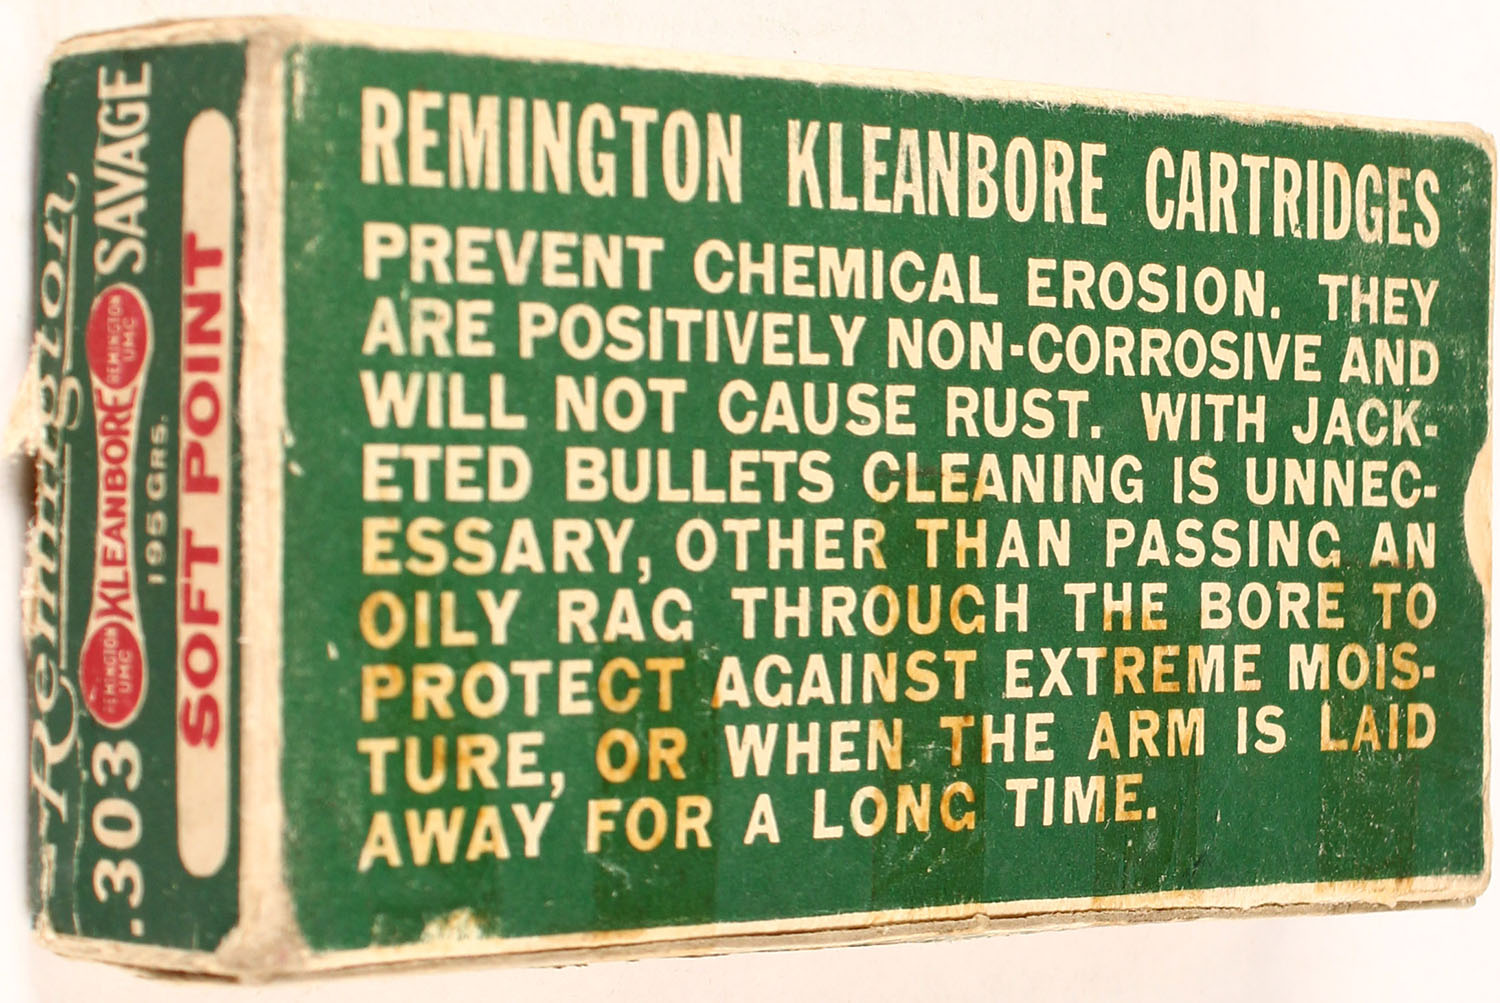 REMINGTON KLEANBORE CARTRIDGES
PREVENT CHEMICAL EROSION. THEY
ARE POSITIVELY NON-CORROSIVE AND
WILL NOT CAUSE RUST. WITH JACK-
ETED BULLETS CLEANING IS UNNEC-
ESSARY, OTHER THAN PASSING AN
OILY RAG THROUGH THE BORE TO
PROTECT AGAINST EXTREME MOIS-
TURE, OR WHEN THE ARM IS LAID
AWAY FOR A LONG TIME.
Remington
.303 REMINGTON UMC KLEANBORE REMINGTON UMC SAVAGE
195 Grs.
SOFT POINT